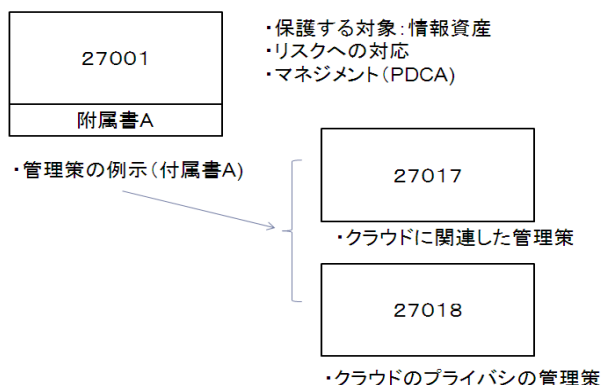 27001
附属書A
・保護する対象：情報資産
・リスクへの対応
・マネジメント（PDCA)
・管理策の例示（付属書A)
27017
・クラウドに関連した管理策
27018
・クラウドのプライバシの管理策